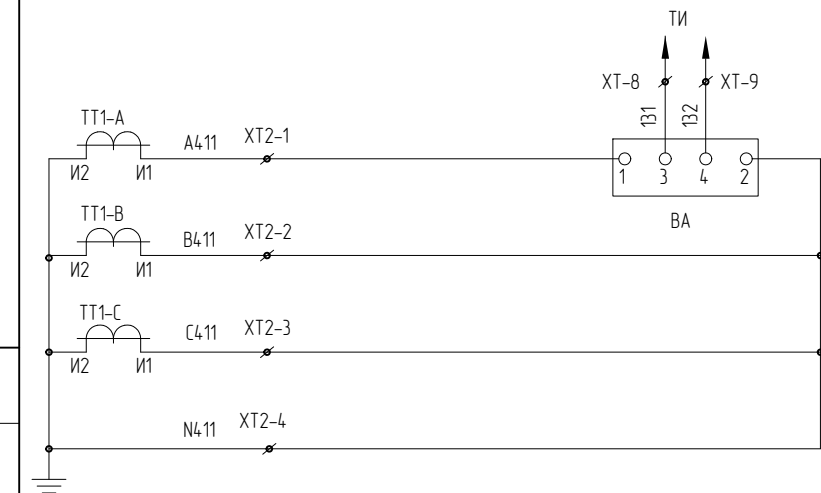 ТИ
ХТ-8
ХТ-9
131
132
ТТ1-А
А411
ХТ2-1
И2
И1
1
3
4
2
ВА
ТТ1-В
В411
ХТ2-2
И2
И1
ТТ1-С
С411
ХТ2-3
И2
И1
N411
ХТ2-4